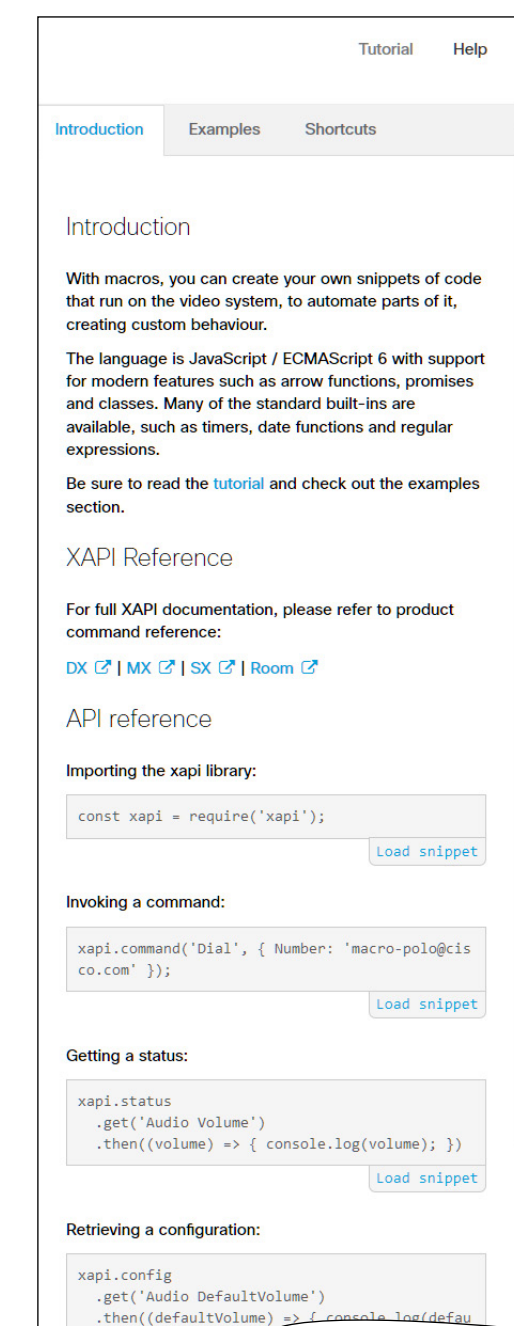 Tutorial Help
Introduction Examples Shortcuts
Introduction
With macros, you can create your own snippets of code
that run on the video system, to automate parts of it,
creating custom behaviour.
The language is JavaScript / ECMAScript 6 with support
for modern features such as arrow functions, promises
and classes. Many of the standard built-ins are
available, such as timers, date functions and regular
expressions.
Be sure to read the tutorial and check out the examples
section.
XAPI Reference
For full XAPI documentation, please refer to product
command reference:
DX | MX | SX | Room
API reference
Importing the xapi library:
const xapi = require('xapi');
Load snippet
Invoking a command:
xapi.command('Dial', { Number: 'macro-polo@cis
co.com' });
Load snippet
Getting a status:
xapi.status
.get('Audio Volume')
.then((volume) => { console.log(volume); })
Load snippet
Retrieving a configuration:
xapi.config
.get('Audio DefaultVolume')
.then((defaultVolume) => { console.log(defau